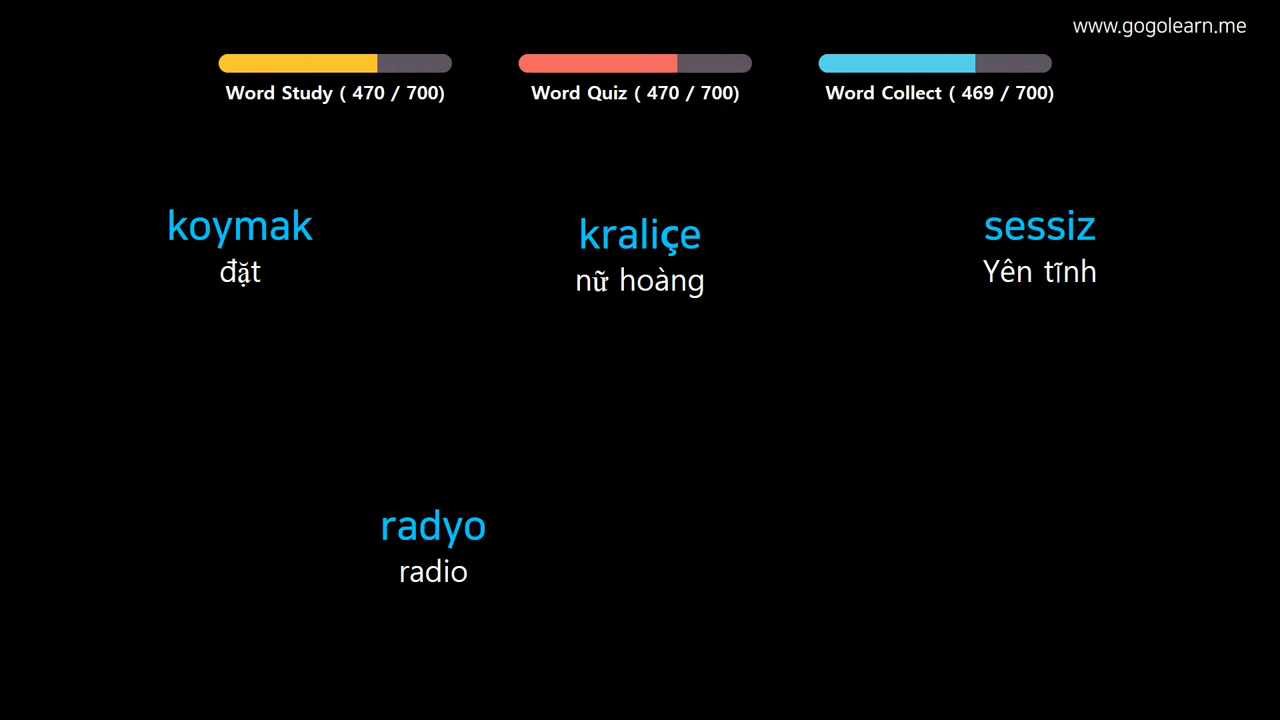 www.gogolearn.me
Word Study ( 470 / 700)
Word Quiz ( 470 / 700)
Word Collect ( 469 / 700)
koymak
đặt
kraliçe
nữ hoàng
sessiz
Yên tĩnh
radyo
radio